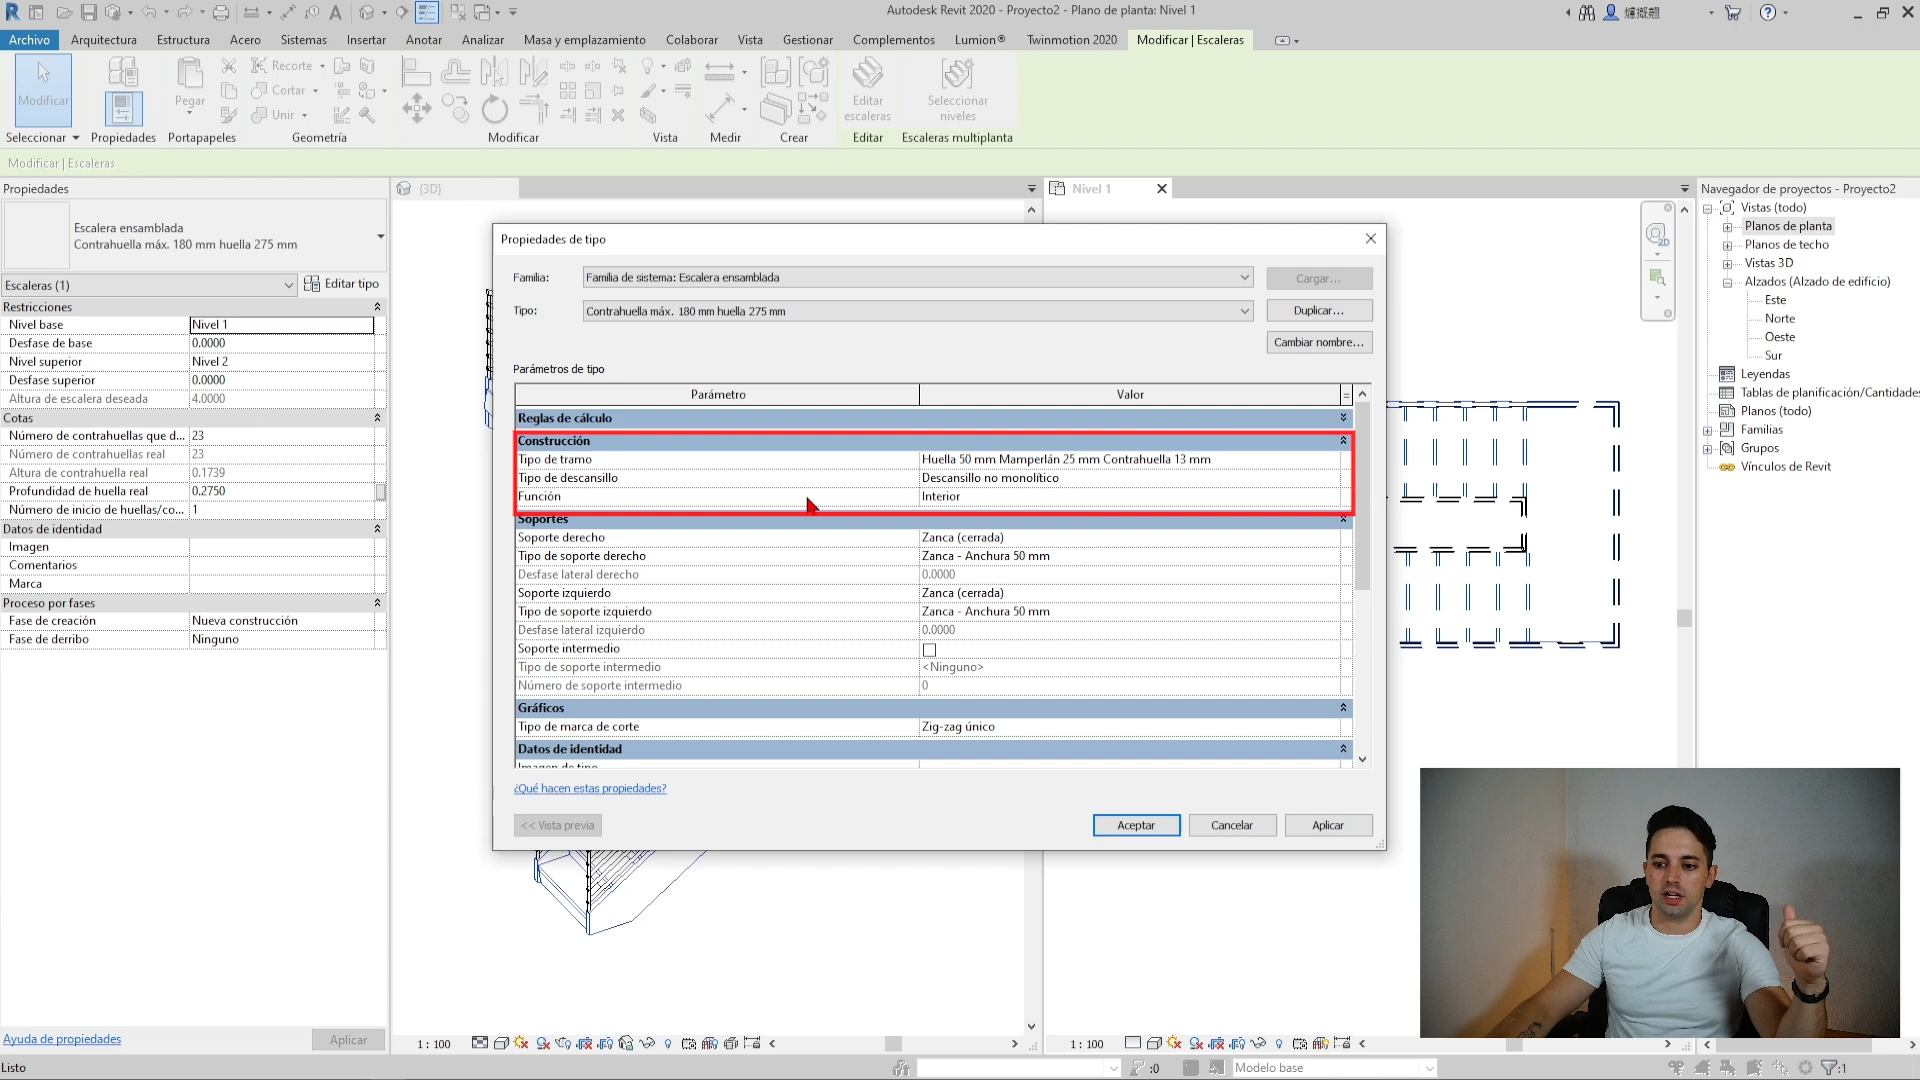 Autodesk Revit 2020 - Proyecto2 - Plano de planta: Nivel 1
Archivo Arquitectura Estructura Acero Sistemas Insertar Anotar Analizar Masa y emplazamiento Colaborar Vista Gestionar Complementos Lumion® Twinmotion 2020 Modificar | Escaleras
Modificar
Pegar
Recorte
Cortar
Unir
Editar
escaleras
Seleccionar
niveles
Seleccionar Propiedades Portapapeles Geometría Modificar Vista Medir Crear Editar Escaleras multiplanta
Modificar | Escaleras
Propiedades
Escalera ensamblada
Contrahuella máx. 180 mm huella 275 mm
Escaleras (1) Editar tipo
Restricciones
Nivel base Nivel 1
Desfase de base 0.0000
Nivel superior Nivel 2
Desfase superior 0.0000
Altura de escalera deseada 4.0000
Cotas
Número de contrahuellas que d... 23
Número de contrahuellas real 23
Altura de contrahuella real 0.1739
Profundidad de huella real 0.2750
Número de inicio de huellas/co... 1
Datos de identidad
Imagen
Comentarios
Marca
Proceso por fases
Fase de creación Nueva construcción
Fase de derribo Ninguno
Ayuda de propiedades Aplicar
{3D}
Nivel 1
Propiedades de tipo
Familia: Familia de sistema: Escalera ensamblada Cargar...
Tipo: Contrahuella máx. 180 mm huella 275 mm Duplicar...
Cambiar nombre...
Parámetros de tipo
Parámetro Valor =
Reglas de cálculo
Construcción
Tipo de tramo Huella 50 mm Mamperlán 25 mm Contrahuella 13 mm
Tipo de descansillo Descansillo no monolítico
Función Interior
Soportes
Soporte derecho Zanca (cerrada)
Tipo de soporte derecho Zanca - Anchura 50 mm
Desfase lateral derecho 0.0000
Soporte izquierdo Zanca (cerrada)
Tipo de soporte izquierdo Zanca - Anchura 50 mm
Desfase lateral izquierdo 0.0000
Soporte intermedio
Tipo de soporte intermedio <Ninguno>
Número de soporte intermedio 0
Gráficos
Tipo de marca de corte Zig-zag único
Datos de identidad
Imagen de tipo
¿Qué hacen estas propiedades?
<< Vista previa Aceptar Cancelar Aplicar
2D
Navegador de proyectos - Proyecto2
Vistas (todo)
Planos de planta
Planos de techo
Vistas 3D
Alzados (Alzado de edificio)
Este
Norte
Oeste
Sur
Leyendas
Tablas de planificación/Cantidades
Planos (todo)
Familias
Grupos
Vínculos de Revit
1 : 100
1 : 100
Listo
:0
Modelo base
:1